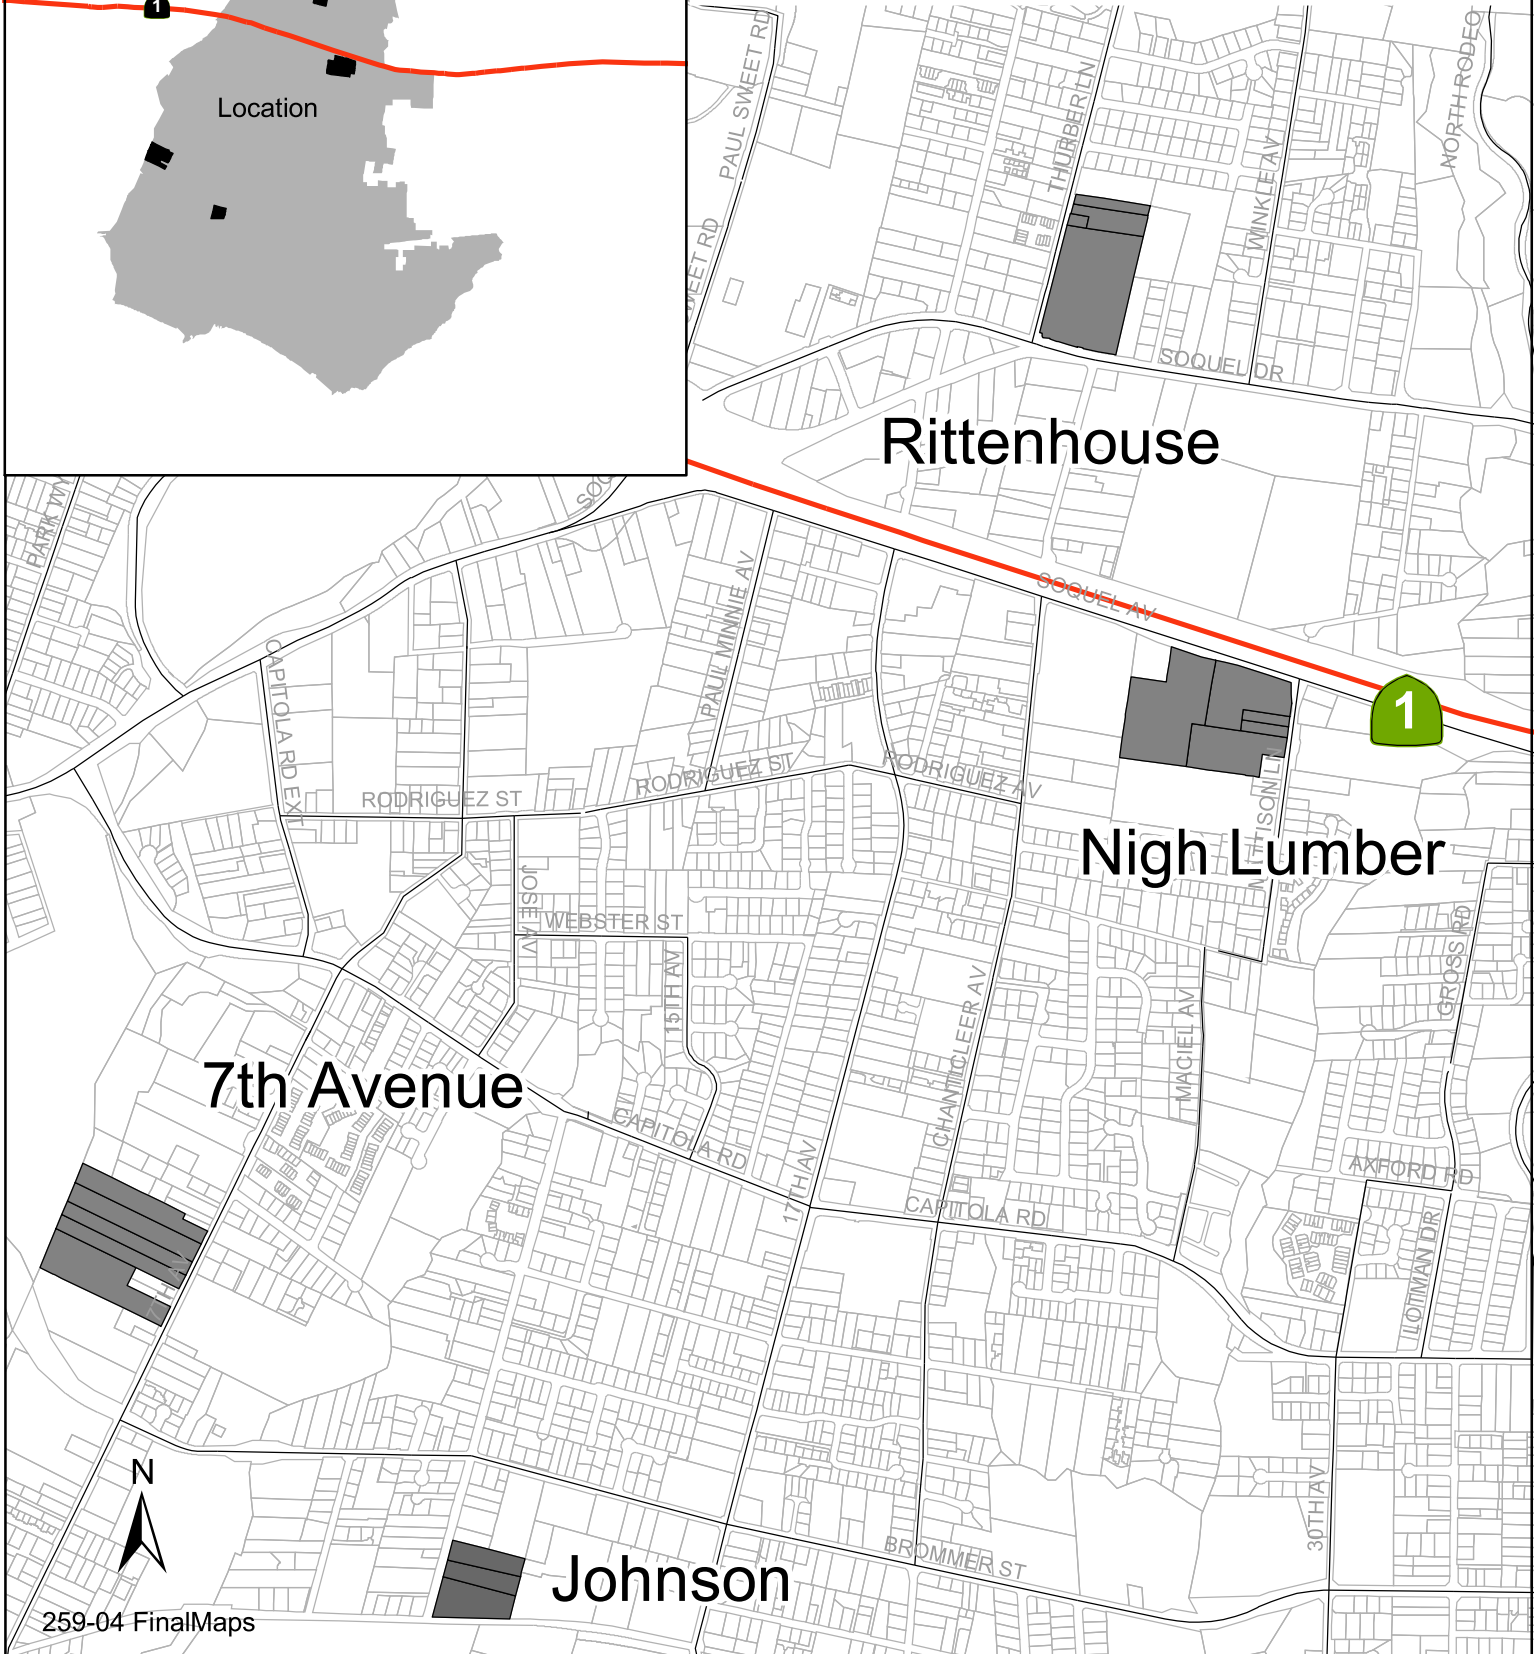 1
Location
PAUL SWEET RD
THURBER LN
WINKLE AV
NORTH RODEO
SOQUEL DR
Rittenhouse
PARK WY
PAUL MINNIE AV
SOQUEL AV
1
CAPITOLA RD EXT
RODRIGUEZ ST
RODRIGUEZ ST
RODRIGUEZ AV
Nigh Lumber
JOSE AV
WEBSTER ST
15TH AV
GROSS RD
CHANTICLEER AV
MACIEL AV
7th Avenue
CAPITOLA RD
17TH AV
CAPITOLA RD
AXFORD RD
7TH AV
N
30TH AV
BROMMER ST
Johnson
259-04 FinalMaps